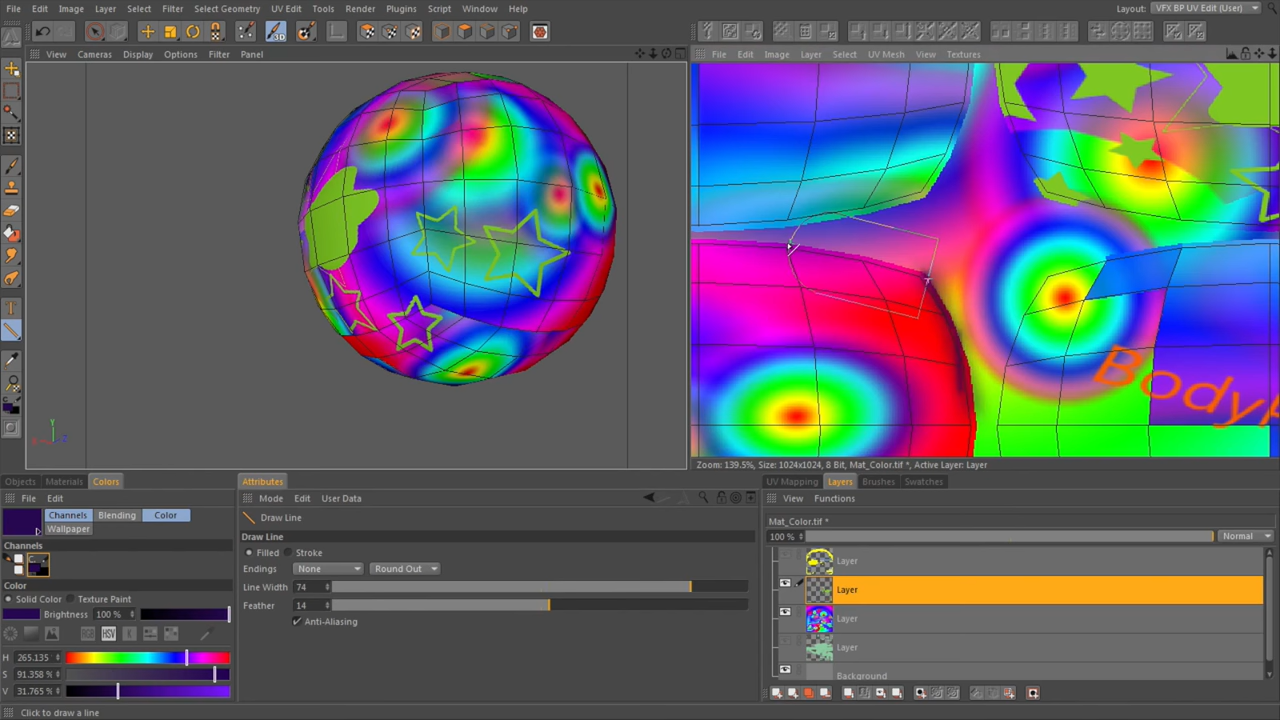 File Edit Image Layer Select Filter Select Geometry UV Edit Tools Render Plugins Script Window Help Layout: VFX BP UV Edit (User)
View Cameras Display Options Filter Panel
File Edit Image Layer Select UV Mesh View Textures
BodyP
Y
Z
Zoom: 139.5%, Size: 1024x1024, 8 Bit, Mat_Color.tif *, Active Layer: Layer
Objects Materials Colors
Attributes
UV Mapping Layers Brushes Swatches
File Edit
Mode Edit User Data
View Functions
Channels Blending Color
Wallpaper
Draw Line
Mat_Color.tif *
Channels
Draw Line
100 % Normal
Filled Stroke
Layer
Endings None Round Out
Color
Line Width 74
Layer
Solid Color Texture Paint
Feather 14
Brightness 100 %
Anti-Aliasing
Layer
HSV
Layer
H 265.135
S 91.358 %
Background
V 31.765 %
Click to draw a line